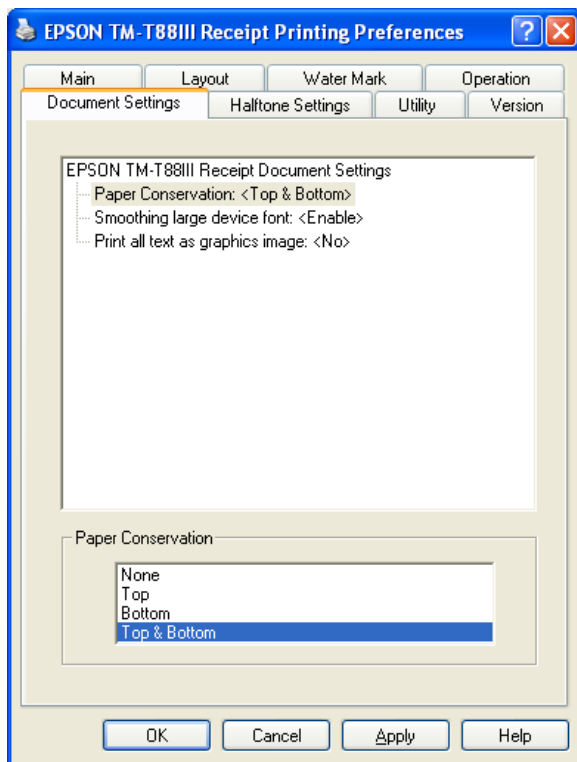 EPSON TM-T88III Receipt Printing Preferences
Main Layout Water Mark Operation
Document Settings Halftone Settings Utility Version
EPSON TM-T88III Receipt Document Settings
Paper Conservation: <Top & Bottom>
Smoothing large device font: <Enable>
Print all text as graphics image: <No>
Paper Conservation
None
Top
Bottom
Top & Bottom
OK Cancel Apply Help